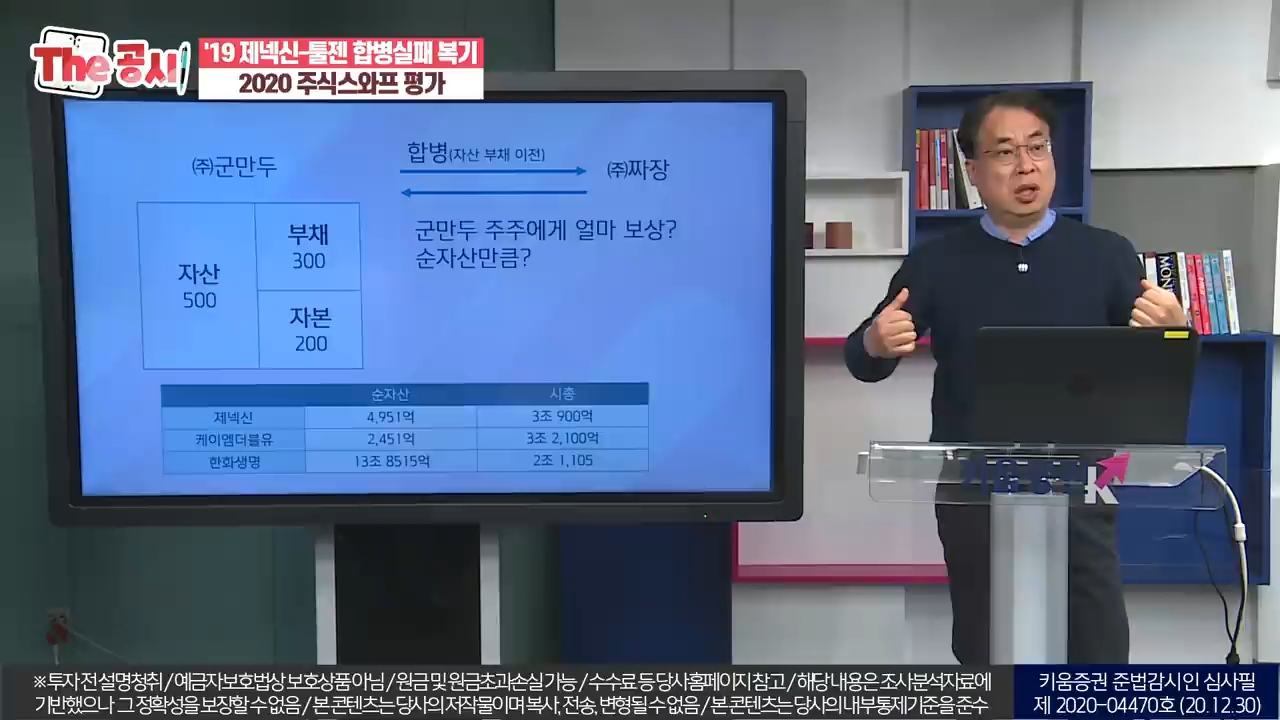 The 공시
'19 제넥신-툴젠 합병실패 복기
2020 주식스와프 평가
㈜군만두
합병(자산 부채 이전)
㈜짜장
자산
500
부채
300
자본
200
군만두 주주에게 얼마 보상?
순자산만큼?
순자산 시총
제넥신 4,951억 3조 900억
케이엠더블유 2,451억 3조 2,100억
한화생명 13조 8515억 2조 1,105
MON
키움증권
K
※ 투자 전 설명청취 / 예금자보호법상 보호상품 아님 / 원금 및 원금초과손실 가능 / 수수료 등 당사홈페이지 참고 / 해당 내용은 조사분석자료에
기반했으나 그 정확성을 보장할 수 없음 / 본 콘텐츠는 당사의 저작물이며 복사, 전송, 변형될 수 없음 / 본 콘텐츠는 당사의 내부통제기준을 준수
키움증권 준법감시인 심사필
제 2020-04470호 (20.12.30)